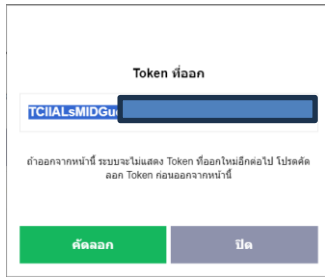 Token ที่ออก
TCIIALsMIDGu
ถ้าออกจากหน้านี้ ระบบจะไม่แสดง Token ที่ออกใหม่อีกต่อไป โปรดคัด
ลอก Token ก่อนออกจากหน้านี้
คัดลอก
ปิด